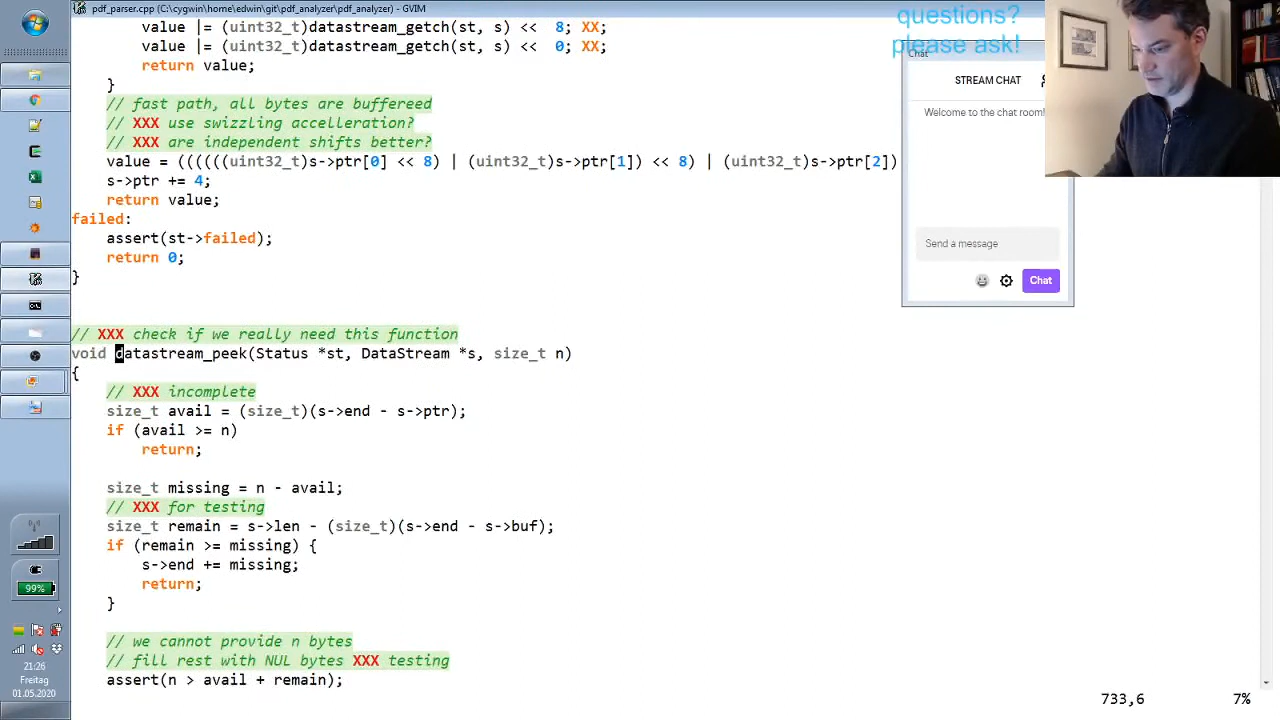 pdf_parser.cpp (C:\cygwin\home\edwin\git\pdf_analyzer\pdf_analyzer) - GVIM
value |= (uint32_t)datastream_getch(st, s) <<  8; XX;
value |= (uint32_t)datastream_getch(st, s) <<  0; XX;
return value;
}
// fast path, all bytes are buffereed
// XXX use swizzling accelleration?
// XXX are independent shifts better?
value = ((((((uint32_t)s->ptr[0] << 8) | (uint32_t)s->ptr[1]) << 8) | (uint32_t)s->ptr[2])
s->ptr += 4;
return value;
failed:
assert(st->failed);
return 0;
}
// XXX check if we really need this function
void datastream_peek(Status *st, DataStream *s, size_t n)
{
// XXX incomplete
size_t avail = (size_t)(s->end - s->ptr);
if (avail >= n)
return;
size_t missing = n - avail;
// XXX for testing
size_t remain = s->len - (size_t)(s->end - s->buf);
if (remain >= missing) {
s->end += missing;
return;
}
// we cannot provide n bytes
// fill rest with NUL bytes XXX testing
assert(n > avail + remain);
733,6
7%
questions?
please ask!
Chat
STREAM CHAT
Welcome to the chat room!
Send a message
Chat
99%
21:26
Freitag
01.05.2020